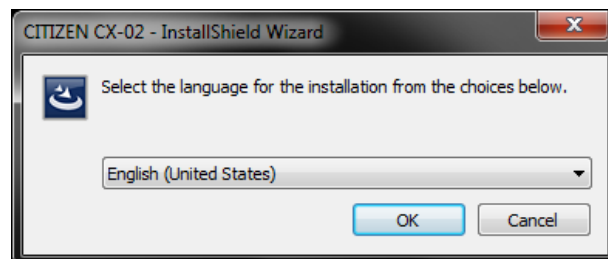 CITIZEN CX-02 - InstallShield Wizard
Select the language for the installation from the choices below.
English (United States)
OK
Cancel